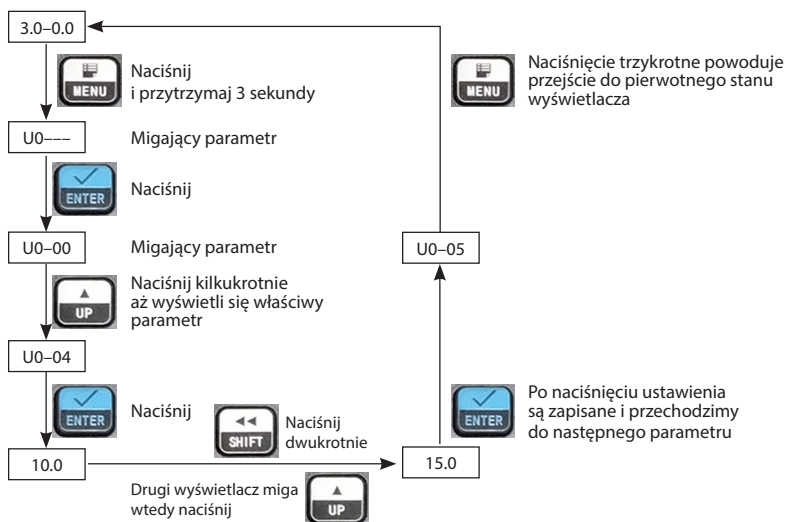 3.0–0.0
MENU
Naciśnij
i przytrzymaj 3 sekundy
Naciśnięcie trzykrotne powoduje
przejście do pierwotnego stanu
wyświetlacza
MENU
U0–––
Migający parametr
ENTER
Naciśnij
U0–00
Migający parametr
U0–05
UP
Naciśnij kilkukrotnie
aż wyświetli się właściwy
parametr
U0–04
ENTER
Naciśnij
SHIFT
Naciśnij
dwukrotnie
ENTER
Po naciśnięciu ustawienia
są zapisane i przechodzimy
do następnego parametru
10.0
15.0
Drugi wyświetlacz miga
wtedy naciśnij
UP